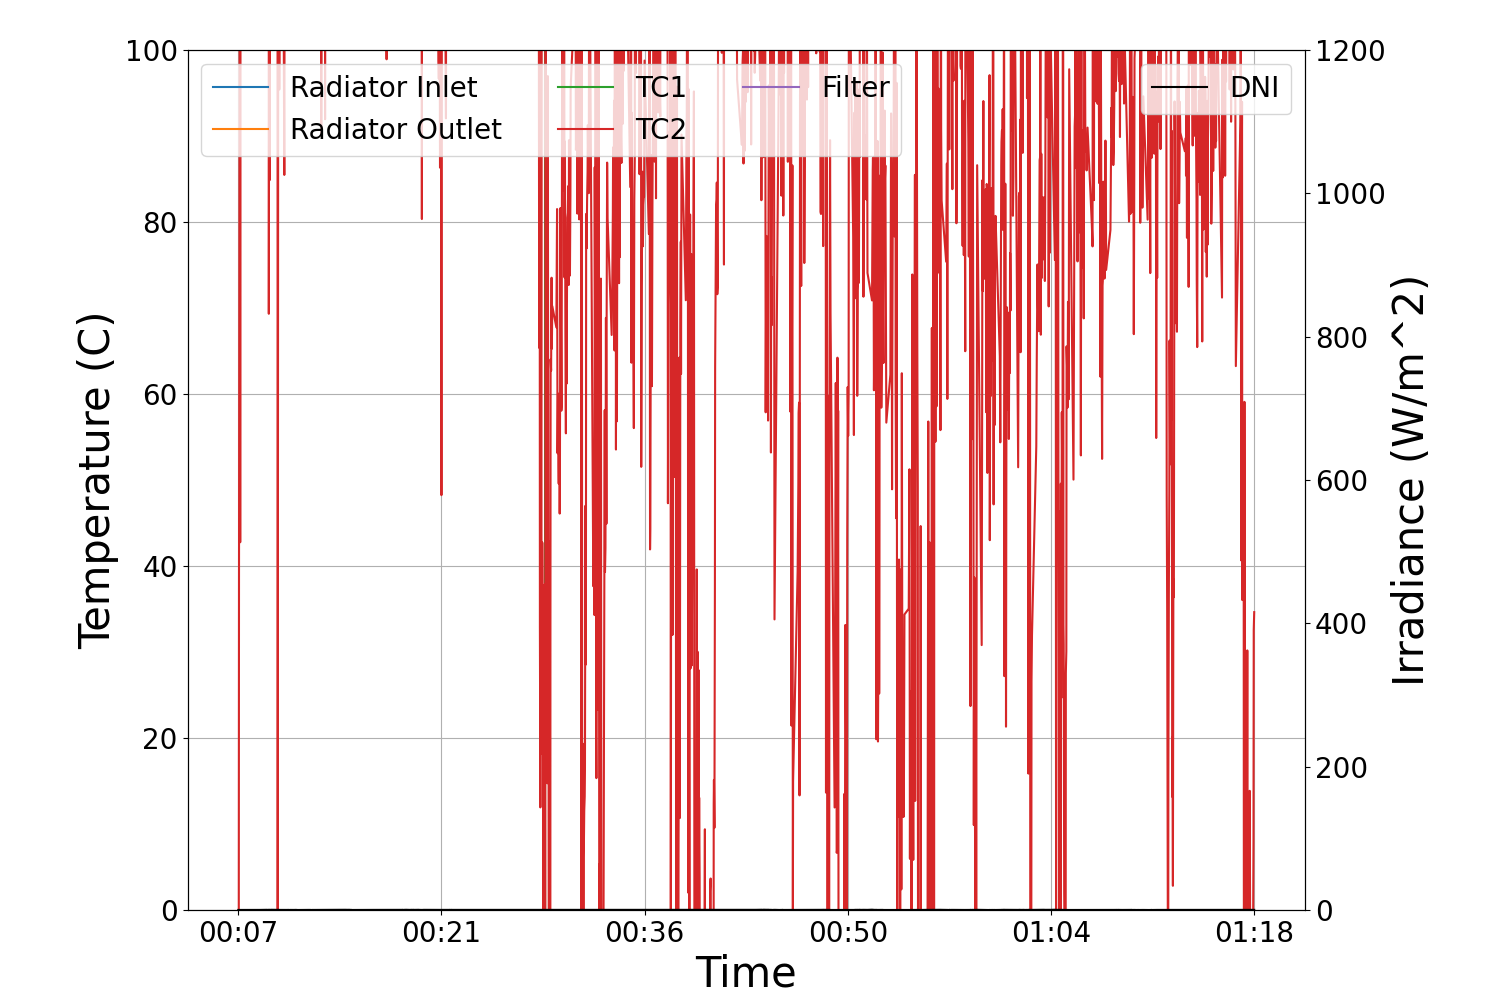 100
80
60
40
20
0
Temperature (C)
Radiator Inlet
Radiator Outlet
TC1
TC2
Filter
DNI
1200
1000
800
600
400
200
0
Irradiance (W/m^2)
00:07 00:21 00:36 00:50 01:04 01:18
Time